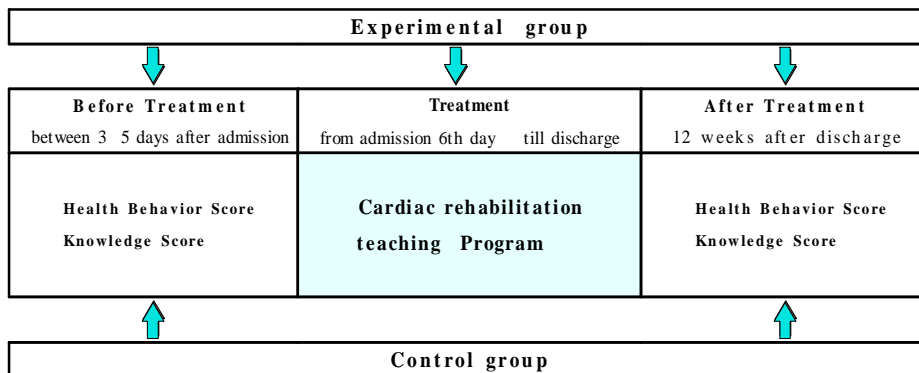 Experimental group
Before Treatment
between 3 5 days after admission
Treatment
from admission 6th day till discharge
After Treatment
12 weeks after discharge
Health Behavior Score
Knowledge Score
Cardiac rehabilitation
teaching Program
Health Behavior Score
Knowledge Score
Control group